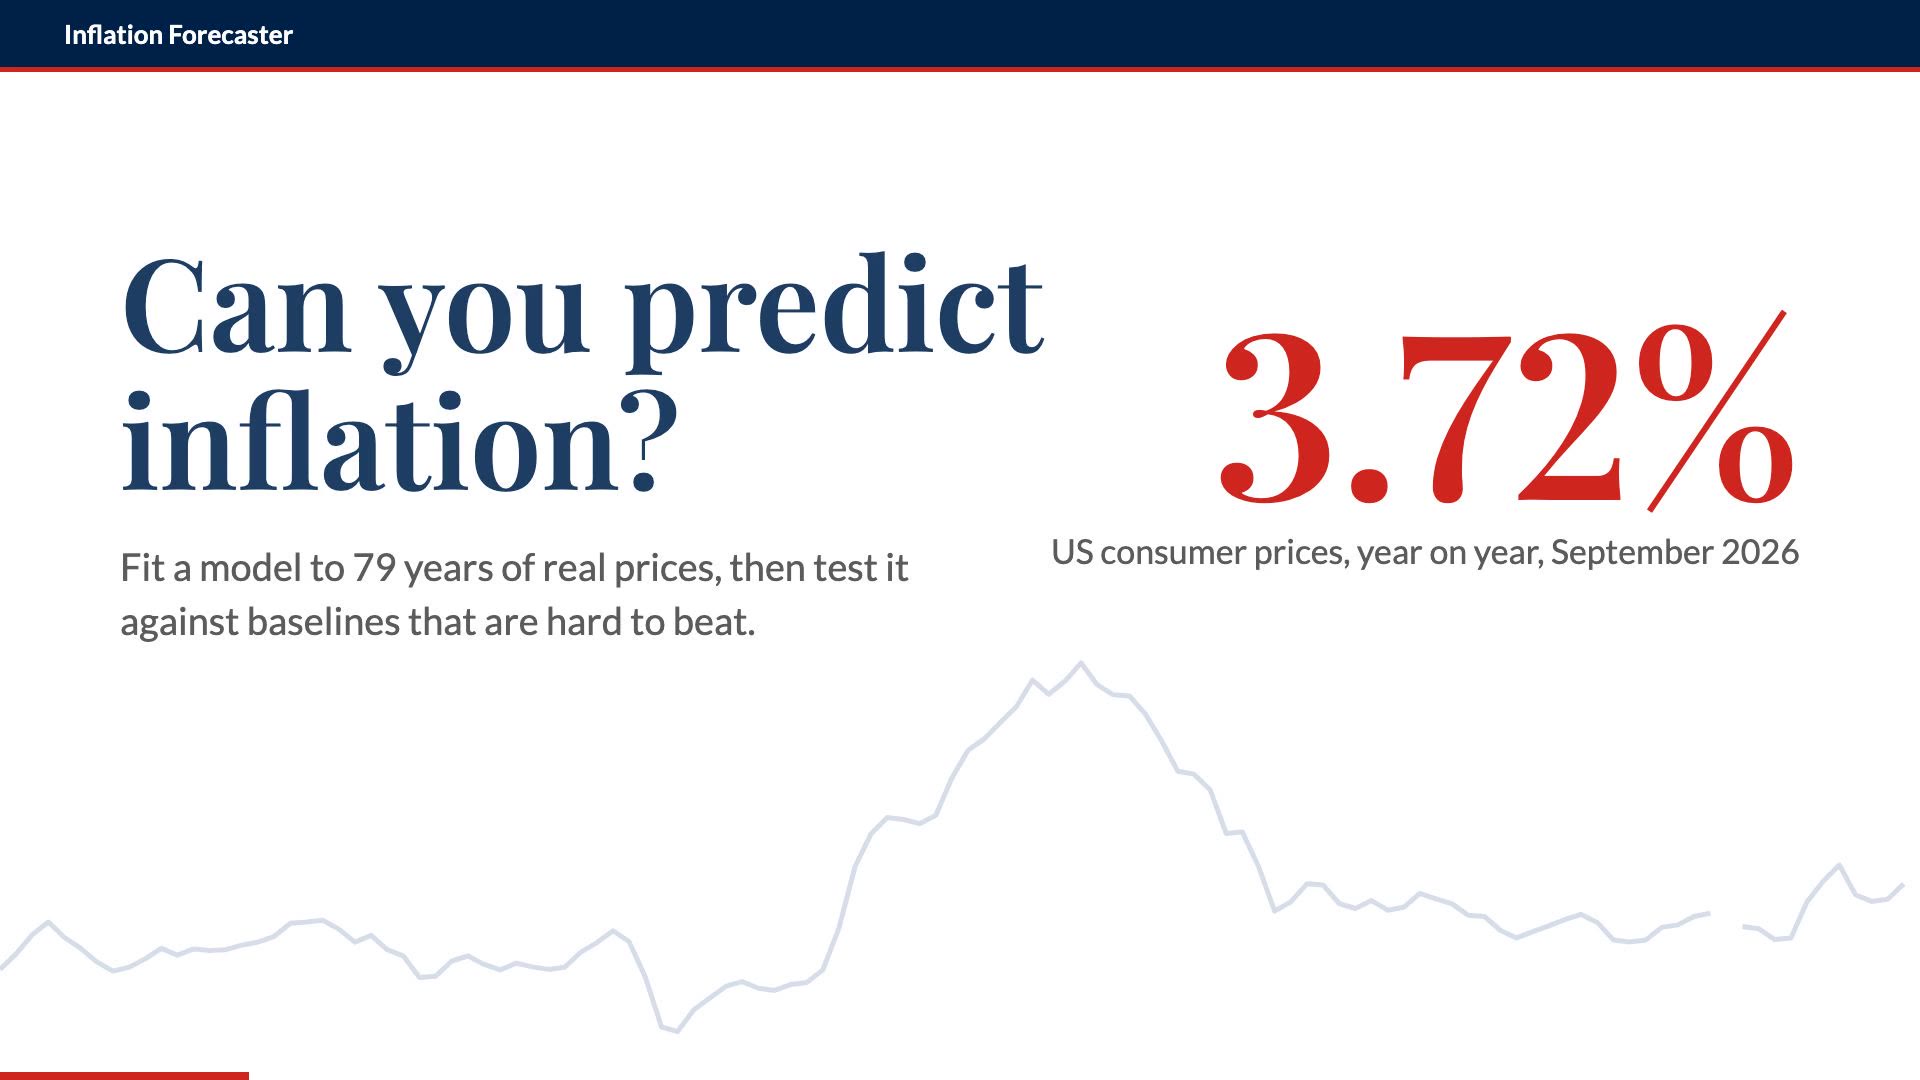 Inflation Forecaster
Can you predict
inflation?
3.72%
US consumer prices, year on year, September 2026
Fit a model to 79 years of real prices, then test it
against baselines that are hard to beat.